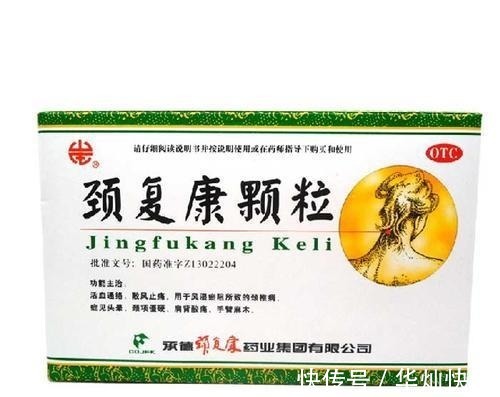 请仔细阅读说明书并按说明使用或在药师指导下购买和使用
OTC
颈复康颗粒
Jingfukang Keli
批准文号：国药准字Z13022204
功能主治：
活血通络，散风止痛。用于风湿瘀阻所致的颈椎病，
症见头晕，颈项僵硬，肩背酸痛，手臂麻木。
承德颈复康药业集团有限公司
快传号/华灿快